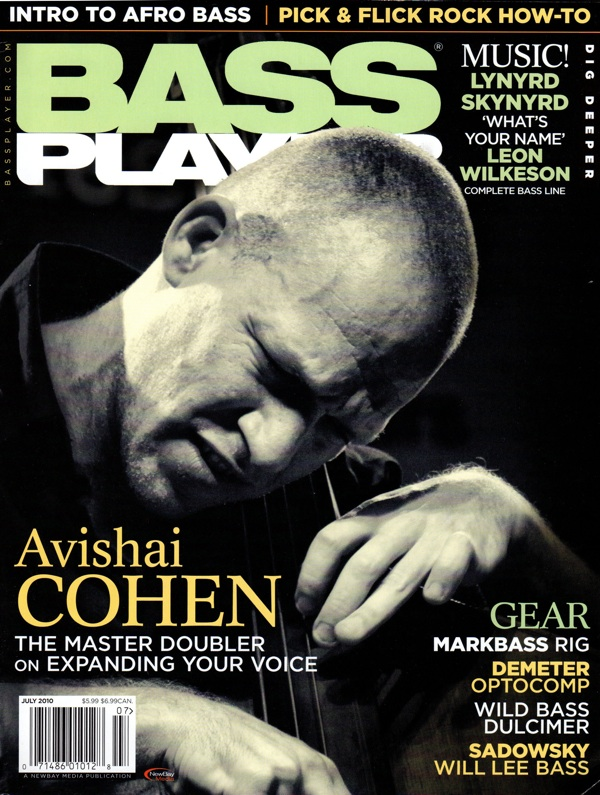 INTRO TO AFRO BASS | PICK & FLICK ROCK HOW-TO
BASSPLAYER.COM
BASS®
PLAYER
MUSIC!
LYNYRD
SKYNYRD
‘WHAT’S
YOUR NAME’
LEON
WILKESON
COMPLETE BASS LINE
DIG DEEPER
Avishai
COHEN
THE MASTER DOUBLER
ON EXPANDING YOUR VOICE
GEAR
MARKBASS RIG
DEMETER
OPTOCOMP
WILD BASS
DULCIMER
SADOWSKY
WILL LEE BASS
JULY 2010 $5.99 $6.99CAN.
07>
0 71486 01012 8
A NEWBAY MEDIA PUBLICATION
NewBay Media